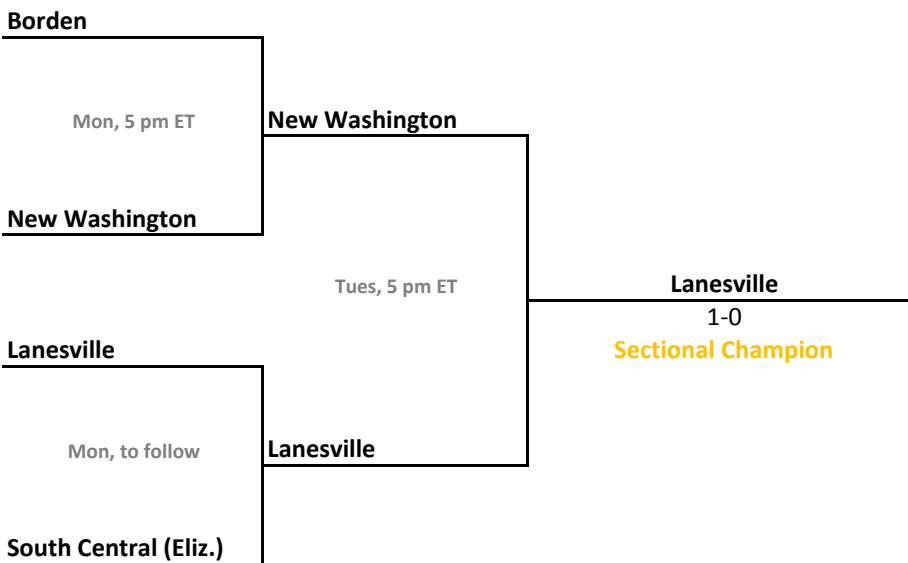 Borden
Mon, 5 pm ET
New Washington
New Washington
Tues, 5 pm ET
Lanesville
1-0
Sectional Champion
Lanesville
Mon, to follow
Lanesville
South Central (Eliz.)